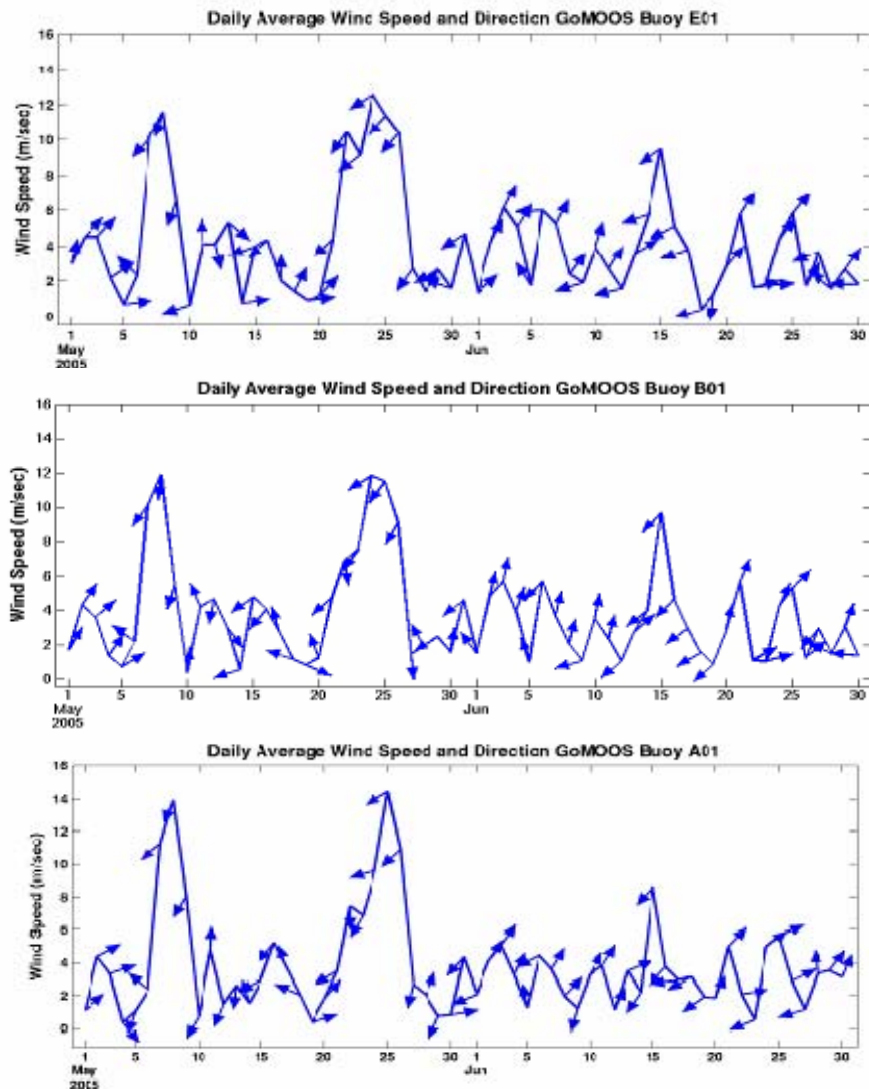 Daily Average Wind Speed and Direction GoMOOS Buoy E01
Wind Speed (m/sec)
16
14
12
10
8
6
4
2
0
1 5 10 15 20 25 30 1 5 10 15 20 25 30
May Jun
2005
Daily Average Wind Speed and Direction GoMOOS Buoy B01
Wind Speed (m/sec)
16
14
12
10
8
6
4
2
0
1 5 10 15 20 25 30 1 5 10 15 20 25 30
May Jun
2005
Daily Average Wind Speed and Direction GoMOOS Buoy A01
Wind Speed (m/sec)
16
14
12
10
8
6
4
2
0
1 5 10 15 20 25 30 1 5 10 15 20 25 30
May Jun
2005